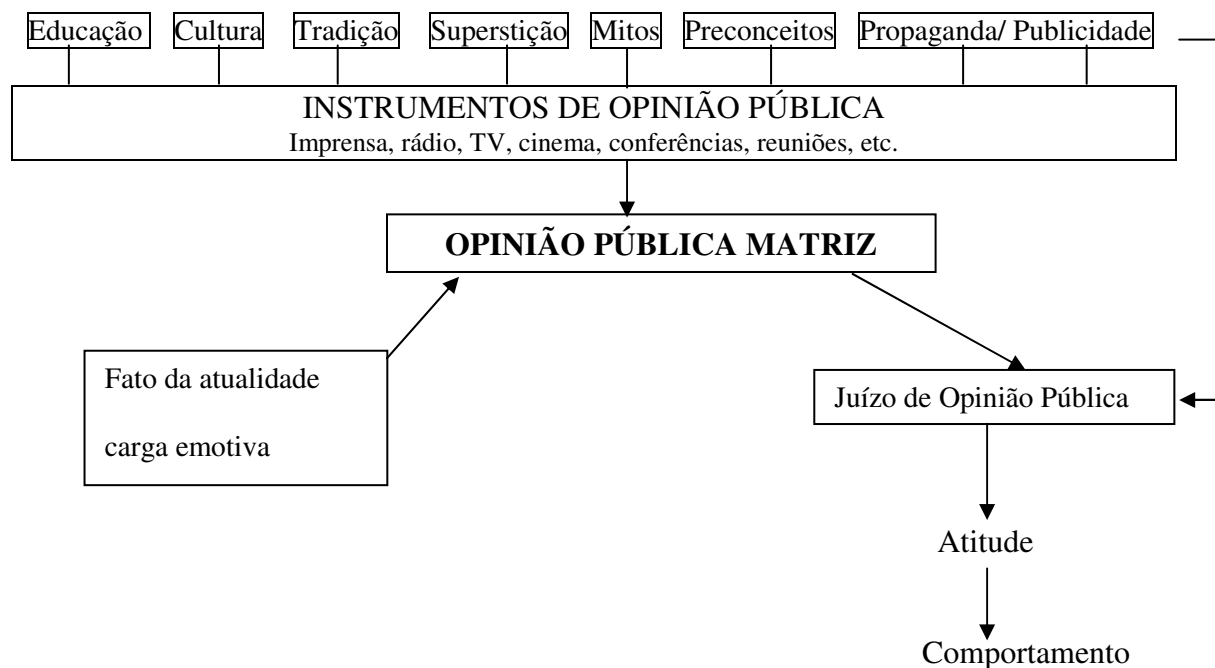 Educação Cultura Tradição Superstição Mitos Preconceitos Propaganda/ Publicidade
INSTRUMENTOS DE OPINIÃO PÚBLICA
Imprensa, rádio, TV, cinema, conferências, reuniões, etc.
OPINIÃO PÚBLICA MATRIZ
Fato da atualidade
carga emotiva
Juízo de Opinião Pública
Atitude
Comportamento